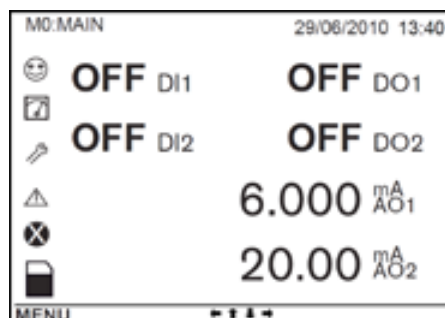 M0:MAIN 29/06/2010 13:40
OFF DI1 OFF DO1
OFF DI2 OFF DO2
6.000 mA AO1
20.00 mA AO2
MENU